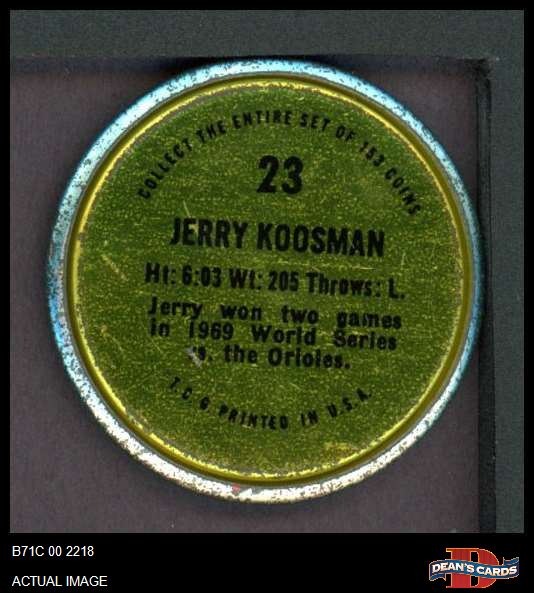 COLLECT THE ENTIRE SET OF 153 COINS
23
JERRY KOOSMAN
Ht: 6:03 Wt: 205 Throws: L.
Jerry won two games
in 1969 World Series
vs. the Orioles.
T.C.G. PRINTED IN U.S.A.
B71C 00 2218
ACTUAL IMAGE
DEAN'S CARDS